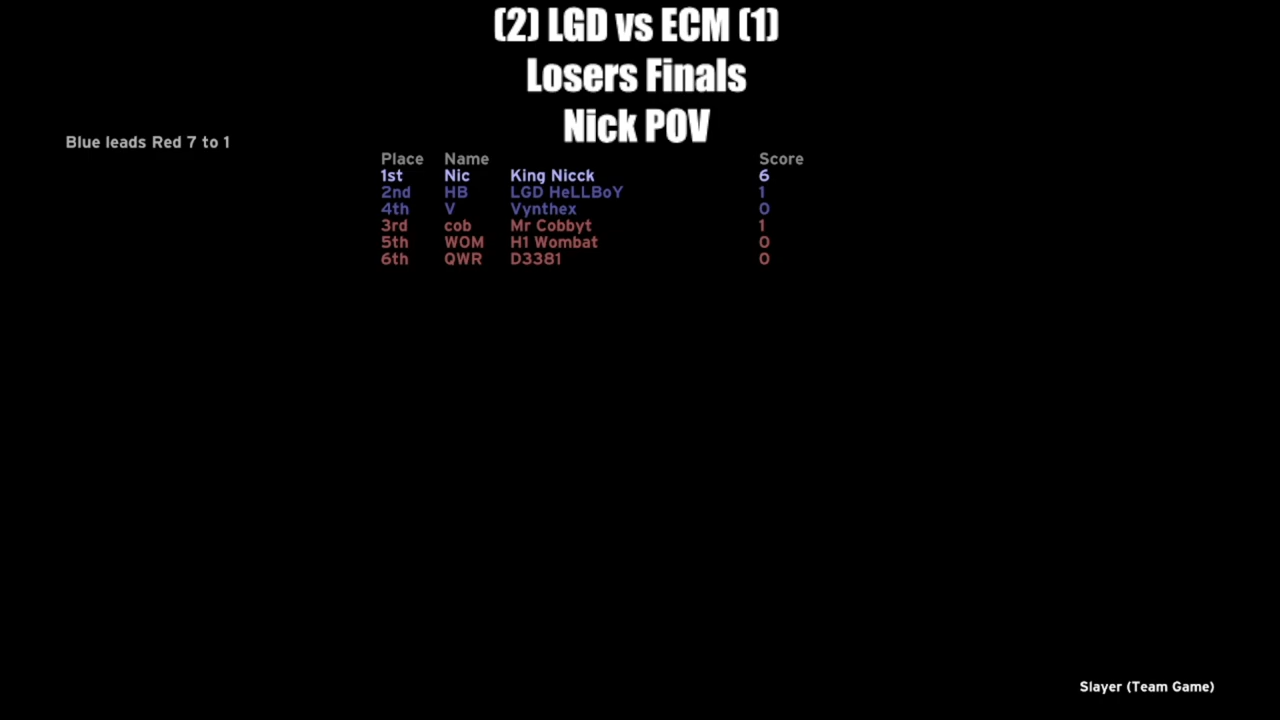 (2) LGD vs ECM (1)
Losers Finals
Nick POV
Blue leads Red 7 to 1
Place Name Score
1st Nic King Nicck 6
2nd HB LGD HeLLBoY 1
4th V Vynthex 0
3rd cob Mr Cobbyt 1
5th WOM H1 Wombat 0
6th QWR D3381 0
Slayer (Team Game)